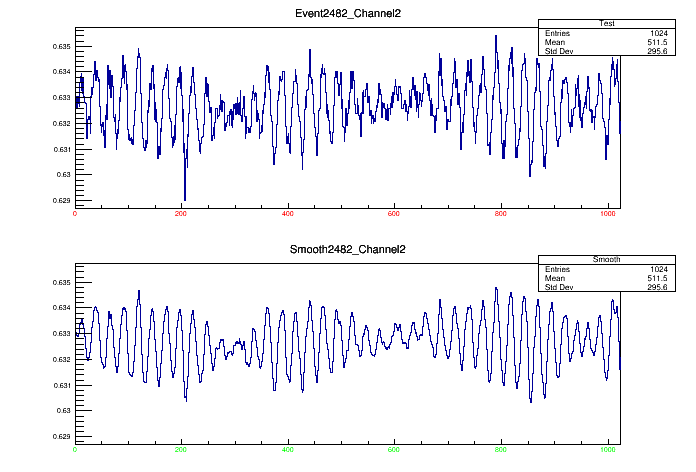 Event2482_Channel2
Test
Entries 1024
Mean 511.5
Std Dev 295.6
0.635
0.634
0.633
0.632
0.631
0.63
0.629
0 200 400 600 800 1000
Smooth2482_Channel2
Smooth
Entries 1024
Mean 511.5
Std Dev 295.6
0.635
0.634
0.633
0.632
0.631
0.63
0.629
0 200 400 600 800 1000